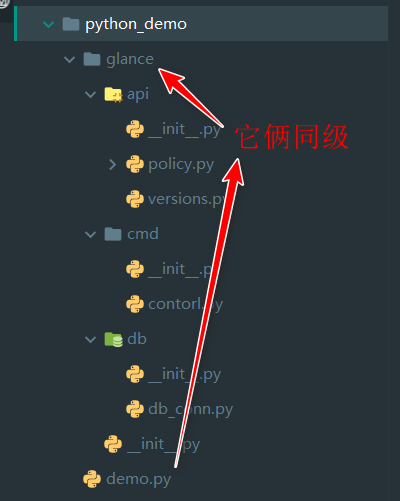 python_demo
glance
api
__init__.py
它俩同级
policy.py
versions.py
cmd
__init__.py
contorl.py
db
__init__.py
db_conn.py
__init__.py
demo.py